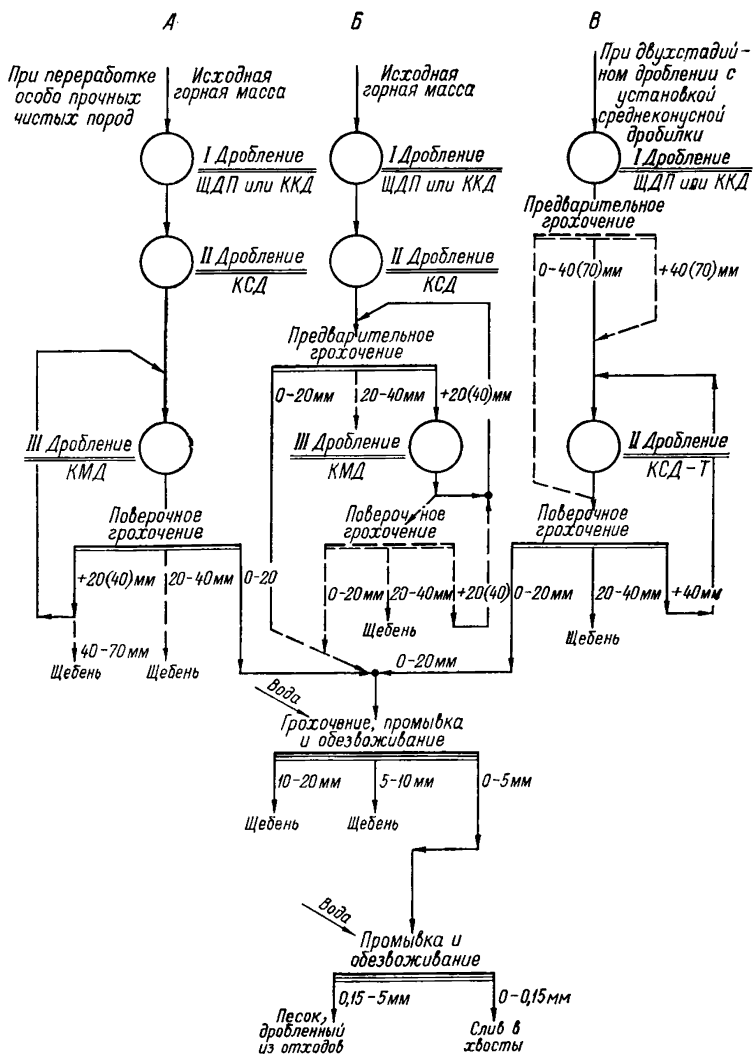 А
Б
В
При переработке
особо прочных
чистых пород
Исходная
горная масса
Исходная
горная масса
При двухстадий-
ном дроблении с
установкой
среднеконусной
дробилки
I Дробление
ЩДП или ККД
I Дробление
ЩДП или ККД
I Дробление
ЩДП или ККД
Предварительное
грохочение
0-40(70)мм
+40(70)мм
II Дробление
КСД
II Дробление
КСД
Предварительное
грохочение
0-20мм
20-40мм
+20(40)мм
III Дробление
КМД
III Дробление
КМД
II Дробление
КСД-Т
Поверочное
грохочение
Поверочное
грохочение
Поверочное
грохочение
+20(40)мм
20-40мм
0-20
0-20мм
20-40мм
+20(40)
0-20мм
20-40мм
+40мм
Щебень
Щебень
40-70мм
Щебень
Щебень
0-20мм
Вода
Грохочение, промывка
и обезвоживание
10-20мм
5-10мм
0-5мм
Щебень
Щебень
Вода
Промывка и
обезвоживание
0,15-5мм
0-0,15мм
Песок,
дробленный
из отходов
Слив в
хвосты